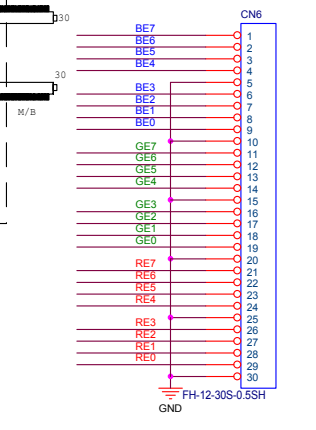 30
30
M/B
CN6
BE7 1
BE6 2
BE5 3
BE4 4
5
BE3 6
BE2 7
BE1 8
BE0 9
10
GE7 11
GE6 12
GE5 13
GE4 14
15
GE3 16
GE2 17
GE1 18
GE0 19
20
RE7 21
RE6 22
RE5 23
RE4 24
25
RE3 26
RE2 27
RE1 28
RE0 29
30
FH-12-30S-0.5SH
GND